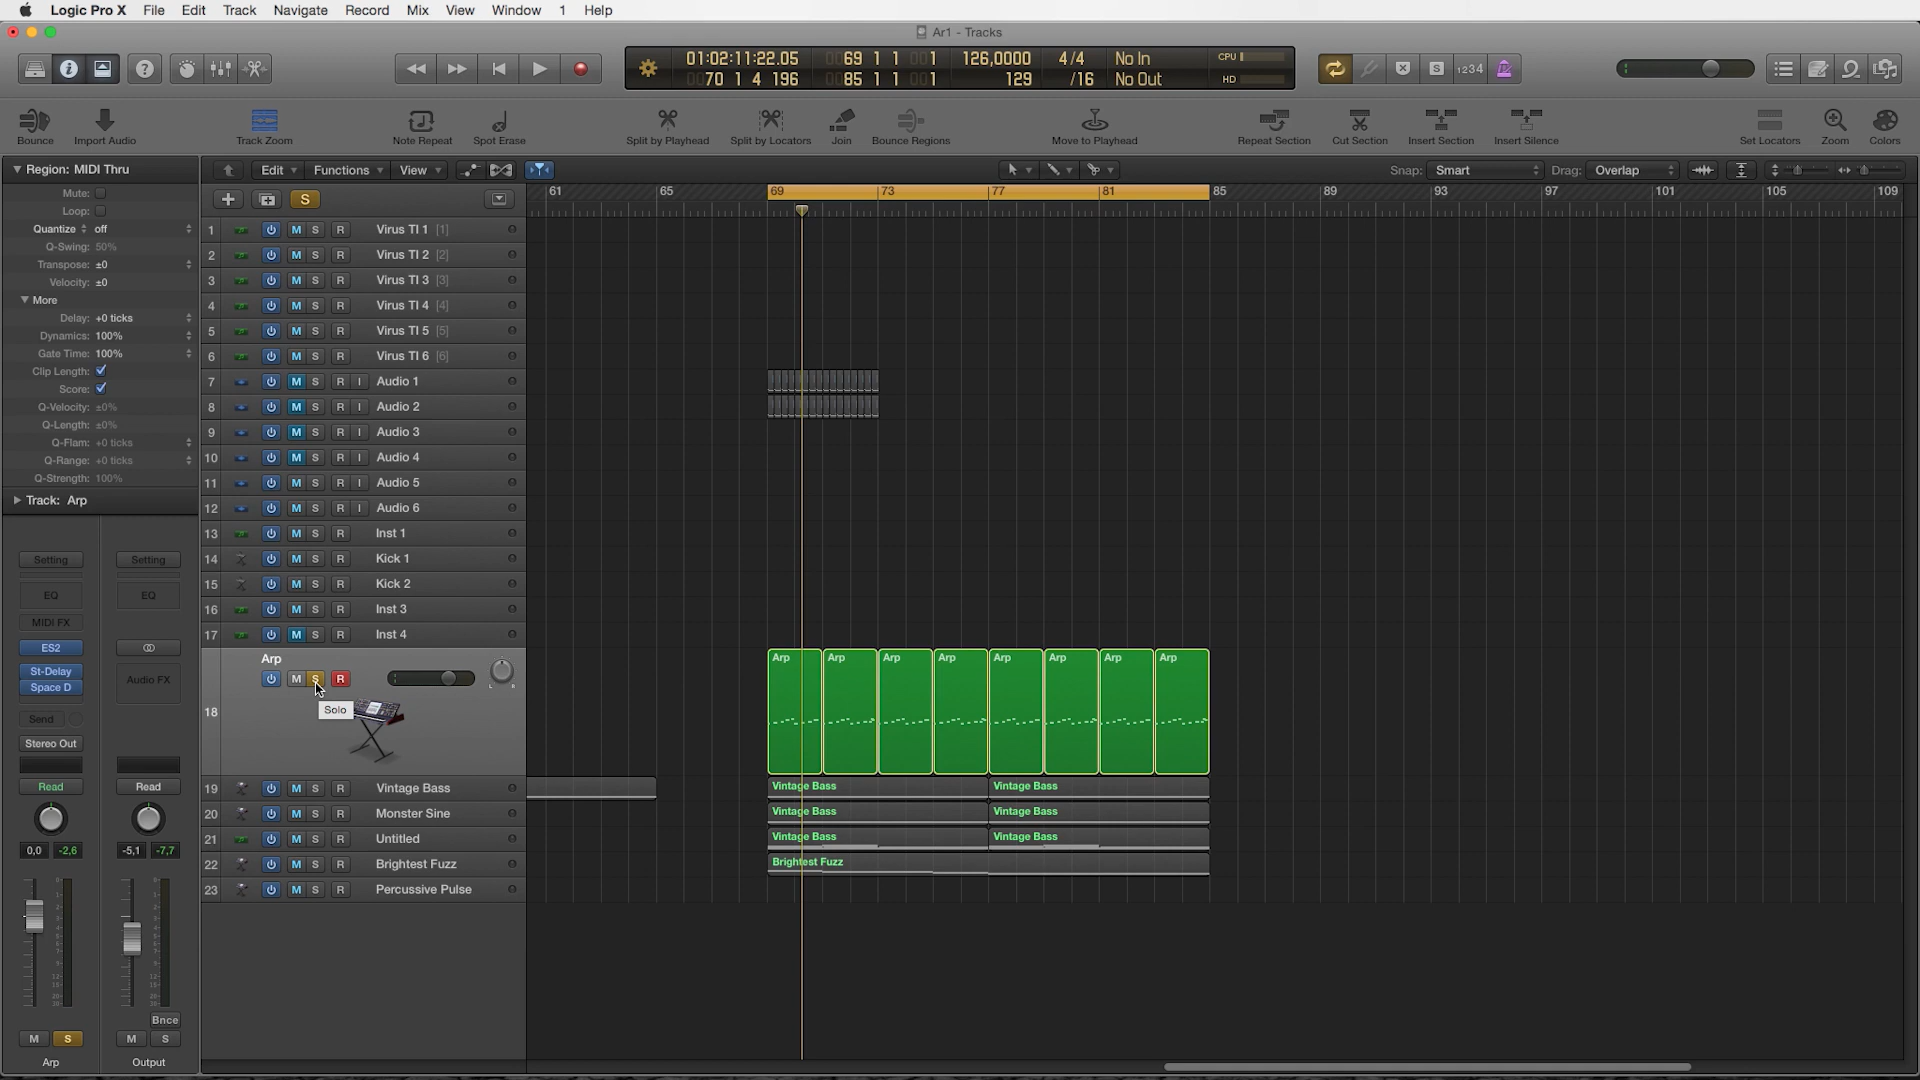 Logic Pro X File Edit Track Navigate Record Mix View Window 1 Help
Ar1 - Tracks
01:02:11:22.05 0069 1 1 001 126,0000 4/4 No In CPU
0070 1 4 196 0085 1 1 001 129 /16 No Out HD
S 1234
Bounce Import Audio Track Zoom Note Repeat Spot Erase Split by Playhead Split by Locators Join Bounce Regions Move to Playhead Repeat Section Cut Section Insert Section Insert Silence Set Locators Zoom Colors
Region: MIDI Thru
Edit Functions View Snap: Smart Drag: Overlap
61 65 69 73 77 81 85 89 93 97 101 105 109
S
Mute:
Loop:
Quantize off
Q-Swing: 50%
Transpose: ±0
Velocity: ±0
More
Delay: +0 ticks
Dynamics: 100%
Gate Time: 100%
Clip Length:
Score:
Q-Velocity: ±0%
Q-Length: ±0%
Q-Flam: +0 ticks
Q-Range: +0 ticks
Q-Strength: 100%
Track: Arp
1 M S R Virus TI 1 [1]
2 M S R Virus TI 2 [2]
3 M S R Virus TI 3 [3]
4 M S R Virus TI 4 [4]
5 M S R Virus TI 5 [5]
6 M S R Virus TI 6 [6]
7 M S R I Audio 1
8 M S R I Audio 2
9 M S R I Audio 3
10 M S R I Audio 4
11 M S R I Audio 5
12 M S R I Audio 6
13 M S R Inst 1
14 M S R Kick 1
15 M S R Kick 2
16 M S R Inst 3
17 M S R Inst 4
Arp
M S R
18
L R
Solo
Arp Arp Arp Arp Arp Arp Arp Arp
19 M S R Vintage Bass Vintage Bass Vintage Bass
20 M S R Monster Sine Vintage Bass Vintage Bass
21 M S R Untitled Vintage Bass Vintage Bass
22 M S R Brightest Fuzz Brightest Fuzz
23 M S R Percussive Pulse
Setting Setting
EQ EQ
MIDI FX
ES2
St-Delay
Space D
Audio FX
Send
Stereo Out
Read Read
0,0 -2,6 -5,1 -7,7
Bnce
M S M S
Arp Output